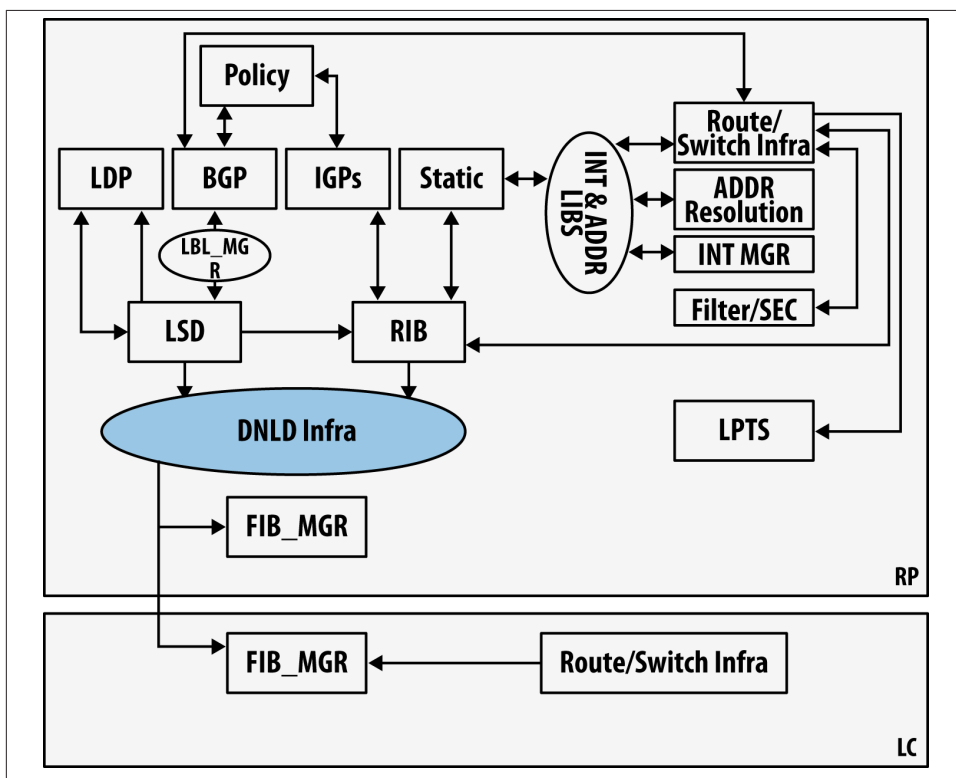 Policy
Route/
Switch Infra
LDP
BGP
IGPs
Static
INT & ADDR
LIBS
ADDR
Resolution
LBL_MG
R
INT MGR
Filter/SEC
LSD
RIB
DNLD Infra
LPTS
FIB_MGR
RP
FIB_MGR
Route/Switch Infra
LC